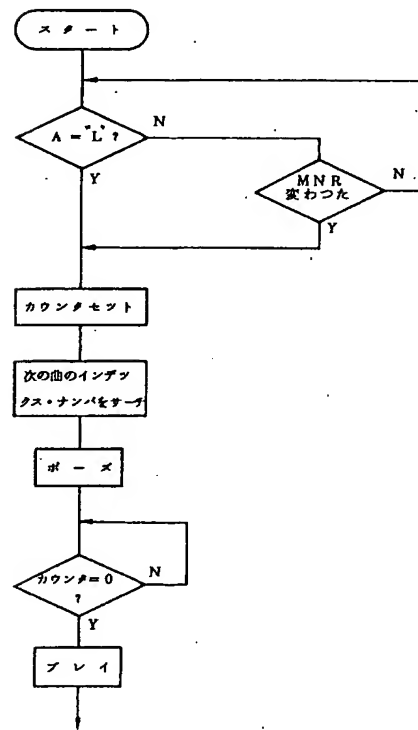 スタート
A = "L" ?
N
Y
MNR
変わつた
N
Y
カウンタセット
次の曲のインデッ
クス・ナンバをサーチ
ポーズ
カウンタ=0
?
N
Y
プレイ